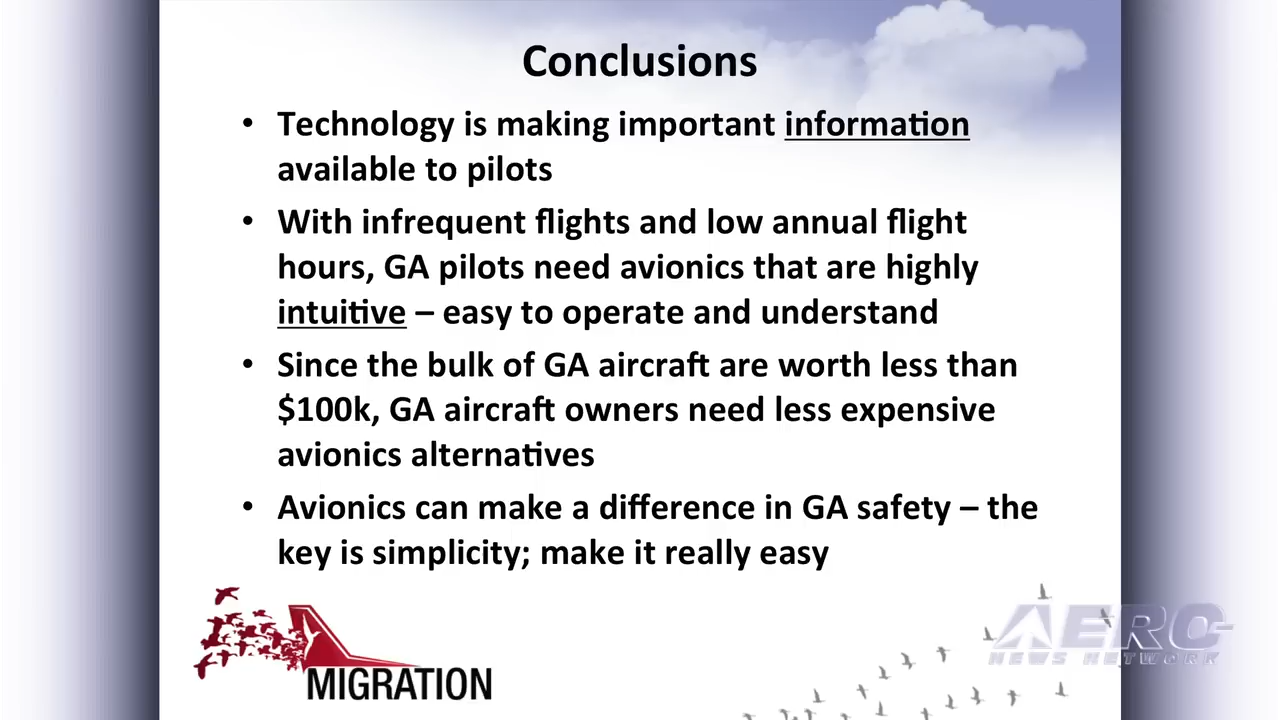 Conclusions
• Technology is making important information
available to pilots
• With infrequent flights and low annual flight
hours, GA pilots need avionics that are highly
intuitive – easy to operate and understand
• Since the bulk of GA aircraft are worth less than
$100k, GA aircraft owners need less expensive
avionics alternatives
• Avionics can make a difference in GA safety – the
key is simplicity; make it really easy
MIGRATION
AERO
NEWS NETWORK